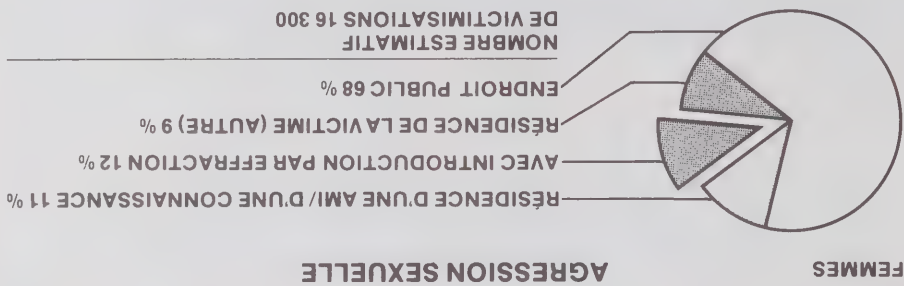 AGRESSION SEXUELLE
FEMMES
RÉSIDENCE D'UNE AMI/ D'UNE CONNAISSANCE 11 %
AVEC INTRODUCTION PAR EFFRACTION 12 %
RÉSIDENCE DE LA VICTIME (AUTRE) 9 %
ENDROIT PUBLIC 68 %
NOMBRE ESTIMATIF
DE VICTIMISATIONS 16 300